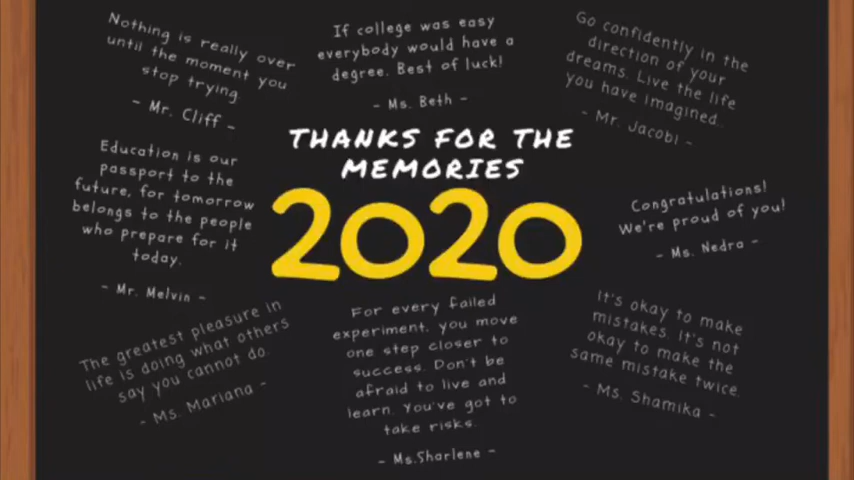 Nothing is really over
until the moment you
stop trying.
- Mr. Cliff -
If college was easy
everybody would have a
degree. Best of luck!
- Ms. Beth -
Go confidently in the
direction of your
dreams. Live the life
you have imagined.
- Mr. Jacobi -
THANKS FOR THE
MEMORIES
2020
Education is our
passport to the
future, for tomorrow
belongs to the people
who prepare for it
today.
- Mr. Melvin -
Congratulations!
We're proud of you!
- Ms. Nedra -
The greatest pleasure in
life is doing what others
say you cannot do.
- Ms. Mariana -
For every failed
experiment, you move
one step closer to
success. Don't be
afraid to live and
learn. You've got to
take risks.
- Ms.Sharlene -
It's okay to make
mistakes. It's not
okay to make the
same mistake twice.
- Ms. Shamika -